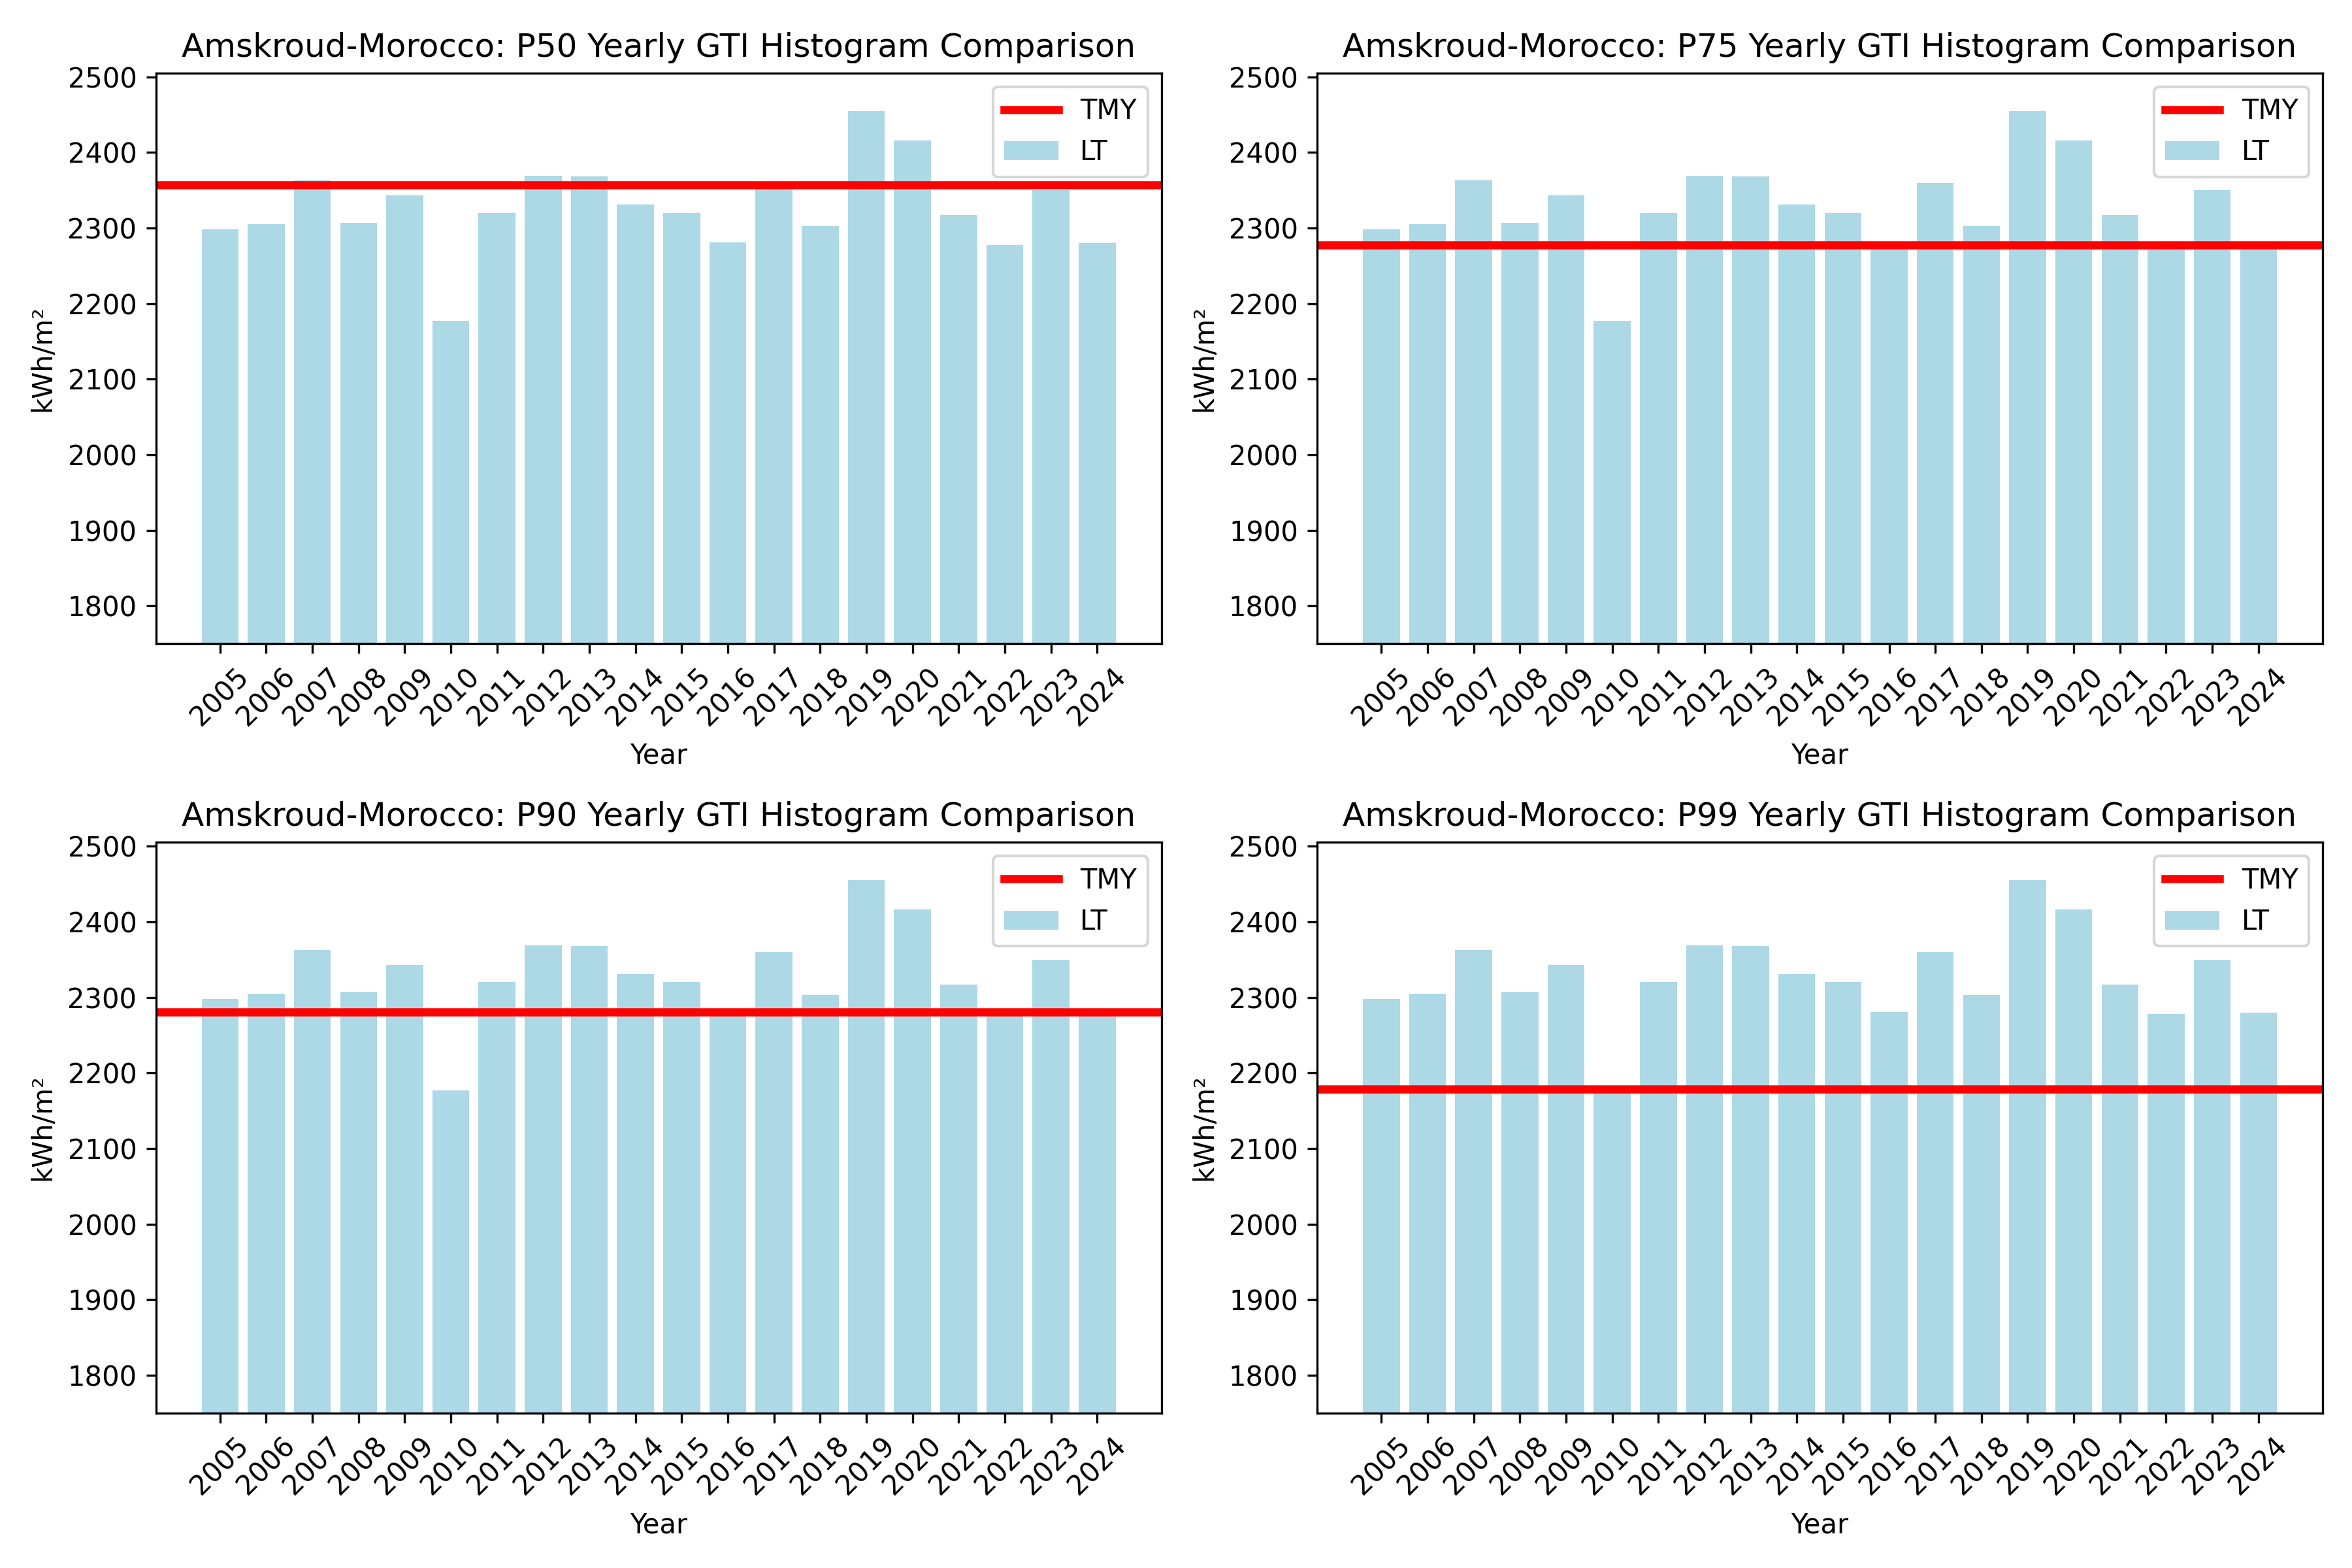 Amskroud-Morocco: P50 Yearly GTI Histogram Comparison
2500
2400
2300
2200
2100
2000
1900
1800
kWh/m²
TMY
LT
2005 2006 2007 2008 2009 2010 2011 2012 2013 2014 2015 2016 2017 2018 2019 2020 2021 2022 2023 2024
Year
Amskroud-Morocco: P75 Yearly GTI Histogram Comparison
2500
2400
2300
2200
2100
2000
1900
1800
kWh/m²
TMY
LT
2005 2006 2007 2008 2009 2010 2011 2012 2013 2014 2015 2016 2017 2018 2019 2020 2021 2022 2023 2024
Year
Amskroud-Morocco: P90 Yearly GTI Histogram Comparison
2500
2400
2300
2200
2100
2000
1900
1800
kWh/m²
TMY
LT
2005 2006 2007 2008 2009 2010 2011 2012 2013 2014 2015 2016 2017 2018 2019 2020 2021 2022 2023 2024
Year
Amskroud-Morocco: P99 Yearly GTI Histogram Comparison
2500
2400
2300
2200
2100
2000
1900
1800
kWh/m²
TMY
LT
2005 2006 2007 2008 2009 2010 2011 2012 2013 2014 2015 2016 2017 2018 2019 2020 2021 2022 2023 2024
Year